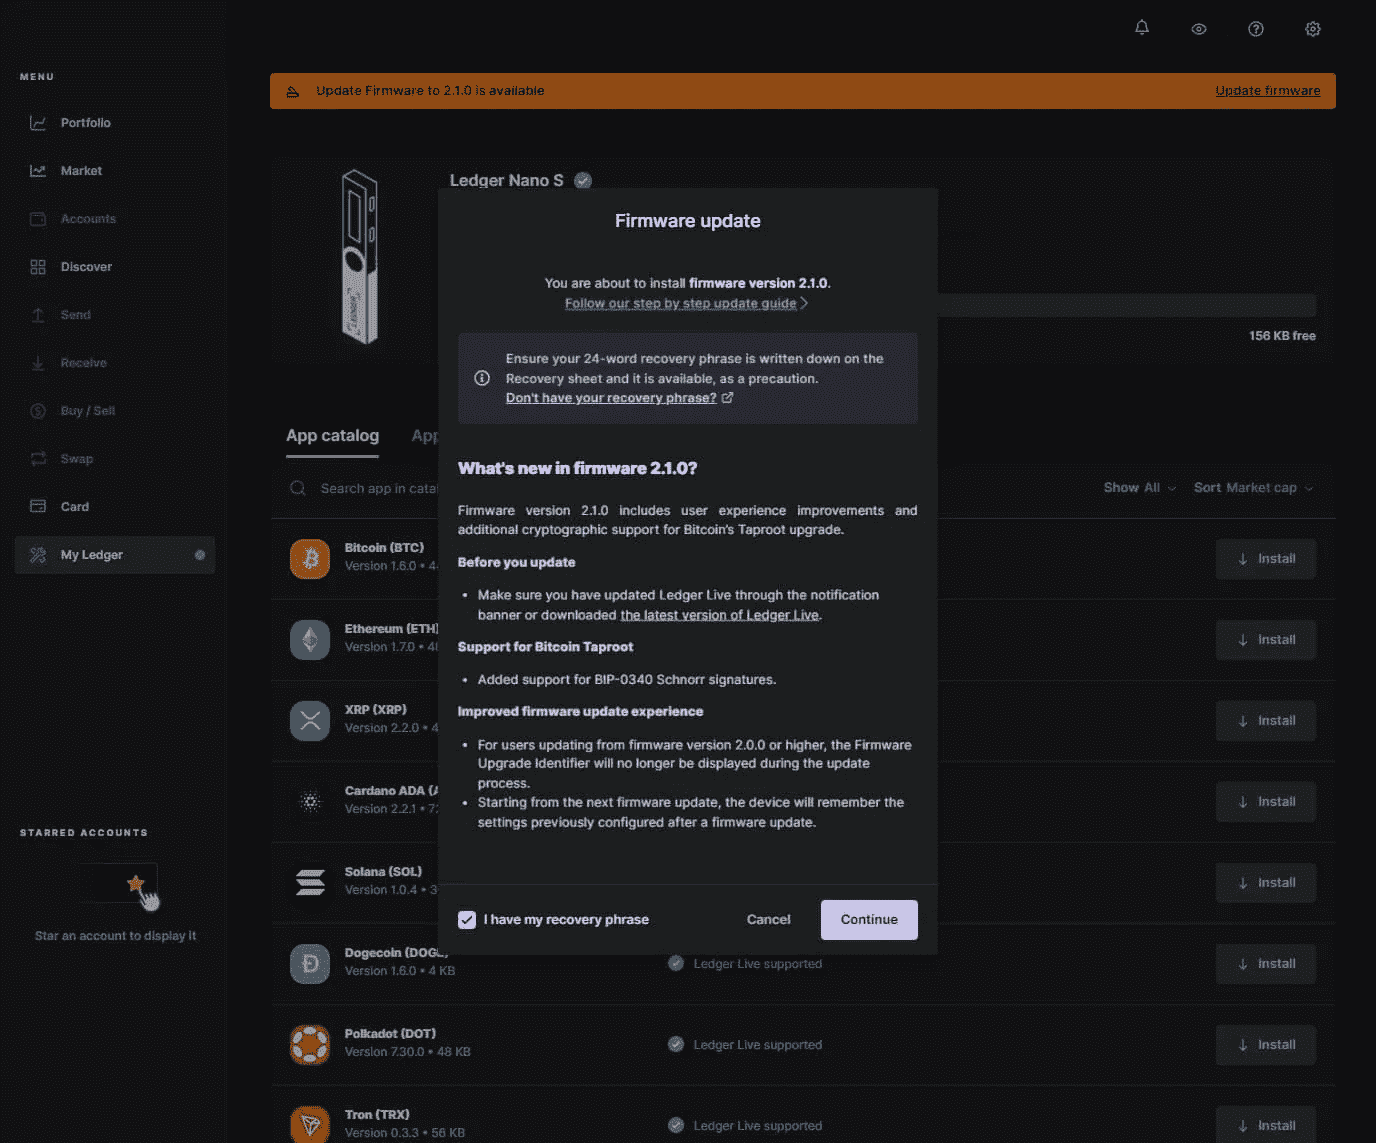 MENU
Portfolio
Market
Accounts
Discover
Send
Receive
Buy / Sell
Swap
Card
My Ledger
STARRED ACCOUNTS
Star an account to display it
Update Firmware to 2.1.0 is available
Update firmware
Ledger Nano S
156 KB free
App catalog
App
Search app in cata
Show All
Sort Market cap
Bitcoin (BTC)
Version 1.6.0 • 4
Install
Ethereum (ETH)
Version 1.7.0 • 48
Install
XRP (XRP)
Version 2.2.0 • 4
Install
Cardano ADA (A
Version 2.2.1 • 72
Install
Solana (SOL)
Version 1.0.4 • 3
Install
Dogecoin (DOGE)
Version 1.6.0 • 4 KB
Ledger Live supported
Install
Polkadot (DOT)
Version 7.30.0 • 48 KB
Ledger Live supported
Install
Tron (TRX)
Version 0.3.3 • 56 KB
Ledger Live supported
Install
Firmware update
You are about to install firmware version 2.1.0.
Follow our step by step update guide
Ensure your 24-word recovery phrase is written down on the
Recovery sheet and it is available, as a precaution.
Don't have your recovery phrase?
What's new in firmware 2.1.0?
Firmware version 2.1.0 includes user experience improvements and
additional cryptographic support for Bitcoin's Taproot upgrade.
Before you update
• Make sure you have updated Ledger Live through the notification
banner or downloaded the latest version of Ledger Live.
Support for Bitcoin Taproot
• Added support for BIP-0340 Schnorr signatures.
Improved firmware update experience
• For users updating from firmware version 2.0.0 or higher, the Firmware
Upgrade Identifier will no longer be displayed during the update
process.
• Starting from the next firmware update, the device will remember the
settings previously configured after a firmware update.
I have my recovery phrase
Cancel
Continue